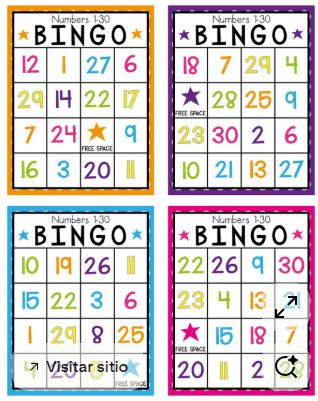 Numbers 1-30
BINGO
12 1 27 6
29 14 22 17
7 24 FREE SPACE 9
16 3 20 11
Numbers 1-30
BINGO
18 7 29 4
FREE SPACE 28 25 9
23 30 2 6
10 21 13 27
Numbers 1-30
BINGO
10 19 26 11
15 22 3 6
1 29 8 25
4 20 FREE SPACE
Visitar sitio
Numbers 1-30
BINGO
22 26 9 30
23 4 13 21
FREE SPACE 15 18 7
20 11 2 28